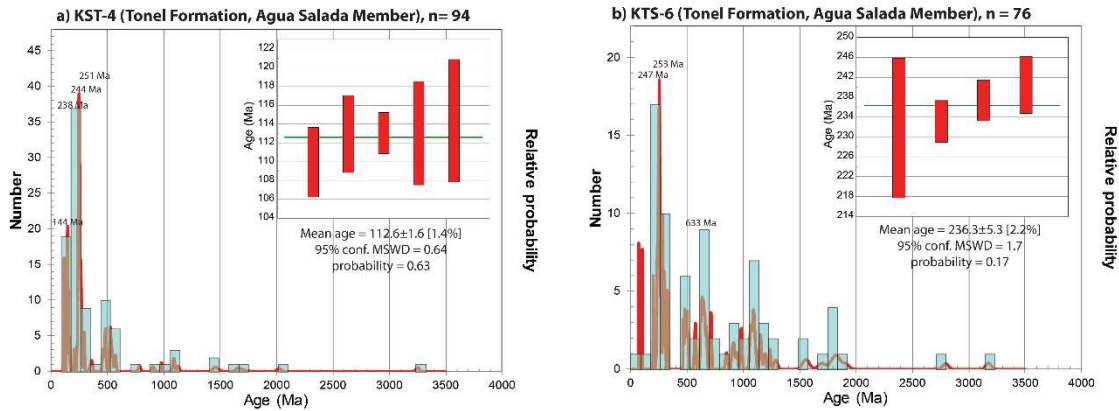 a) KST-4 (Tonel Formation, Agua Salada Member), n= 94
45
40
35
30
25
20
15
10
5
0
Number
251 Ma
244 Ma
238 Ma
144 Ma
122
120
118
116
114
112
110
108
106
104
Age (Ma)
Mean age = 112.6±1.6 [1.4%]
95% conf. MSWD = 0.64
probability = 0.63
Relative probability
0 500 1000 1500 2000 2500 3000 3500 4000
Age (Ma)
b) KTS-6 (Tonel Formation, Agua Salada Member), n = 76
20
15
10
5
0
Number
253 Ma
247 Ma
633 Ma
250
246
242
238
234
230
226
222
218
214
Age (Ma)
Mean age = 236.3±5.3 [2.2%]
95% conf. MSWD = 1.7
probability = 0.17
Relative probability
0 500 1000 1500 2000 2500 3000 3500 4000
Age (Ma)